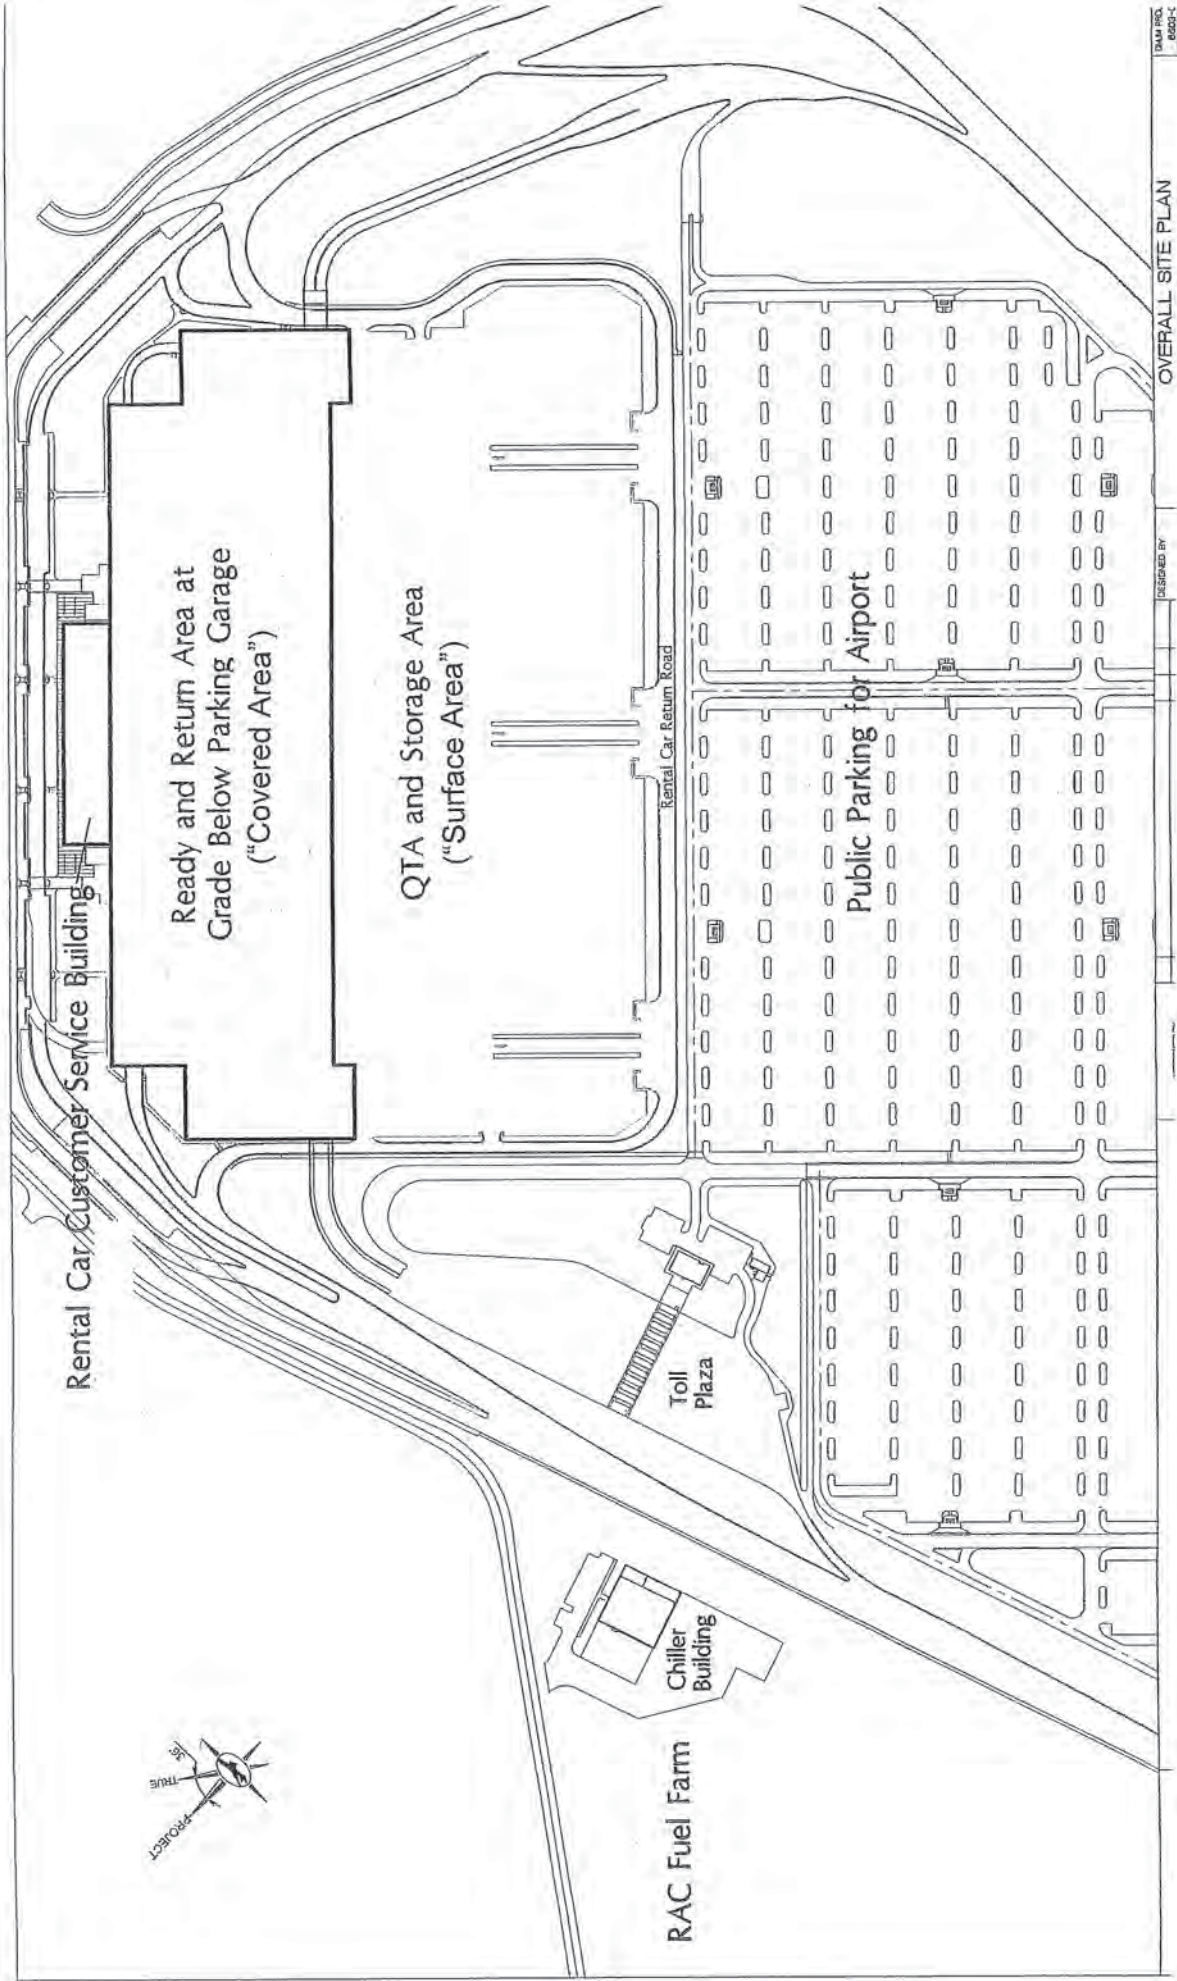 Rental Car Customer Service Building
Ready and Return Area at
Grade Below Parking Garage
("Covered Area")
QTA and Storage Area
("Surface Area")
Rental Car Return Road
Public Parking for Airport
Toll
Plaza
Chiller
Building
RAC Fuel Farm
PROJECT
TRUE
36°
OVERALL SITE PLAN
DESIGNED BY